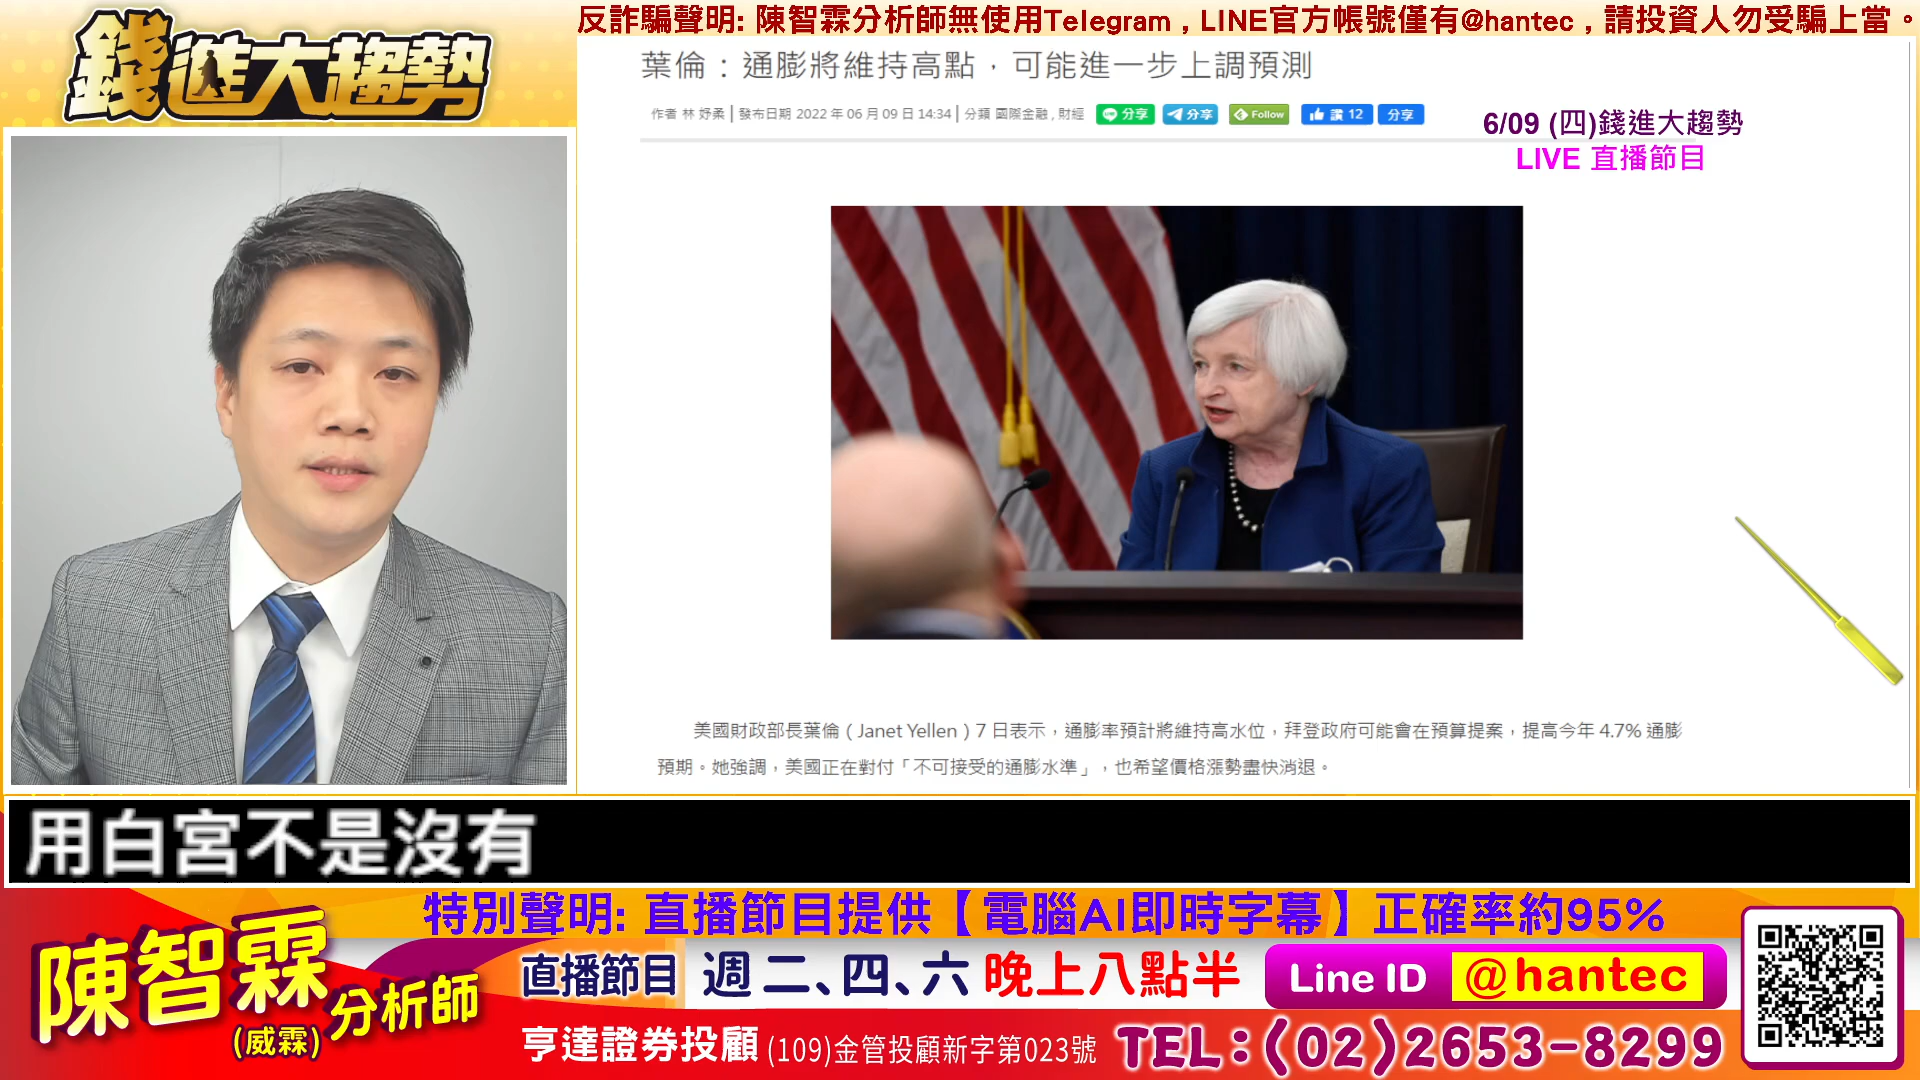 反詐騙聲明: 陳智霖分析師無使用Telegram , LINE官方帳號僅有@hantec , 請投資人勿受騙上當。
錢進大趨勢
葉倫：通膨將維持高點，可能進一步上調預測
作者 林 妤柔 | 發布日期 2022 年 06 月 09 日 14:34 | 分類 國際金融 , 財經
分享
分享
Follow
讚 12
分享
6/09 (四)錢進大趨勢
LIVE 直播節目
美國財政部長葉倫 ( Janet Yellen ) 7 日表示，通膨率預計將維持高水位，拜登政府可能會在預算提案，提高今年 4.7% 通膨
預期。她強調，美國正在對付「不可接受的通膨水準」，也希望價格漲勢盡快消退。
用白宮不是沒有
特別聲明: 直播節目提供【電腦AI即時字幕】正確率約95%
陳智霖分析師
(威霖)
直播節目 週二、四、六 晚上八點半
Line ID @hantec
亨達證券投顧 (109)金管投顧新字第023號 TEL:(02)2653-8299